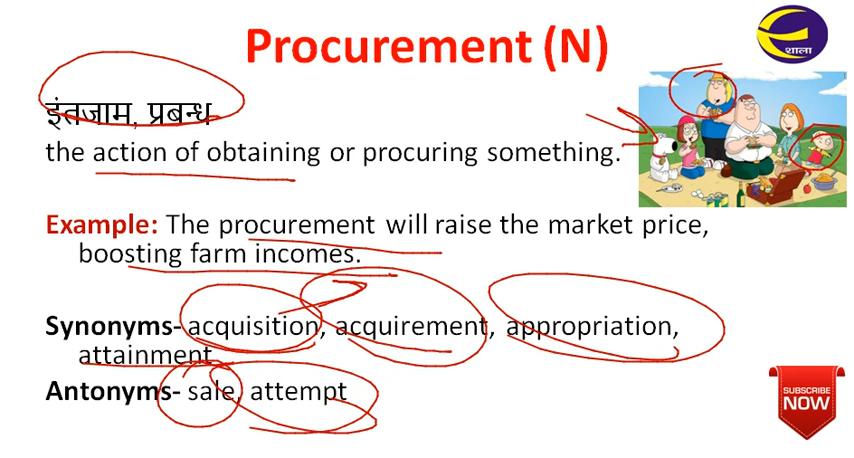 Procurement (N)
शाला
इंतजाम, प्रबन्ध
the action of obtaining or procuring something.
Example: The procurement will raise the market price,
boosting farm incomes.
Synonyms- acquisition, acquirement, appropriation,
attainment
Antonyms- sale, attempt
SUBSCRIBE
NOW